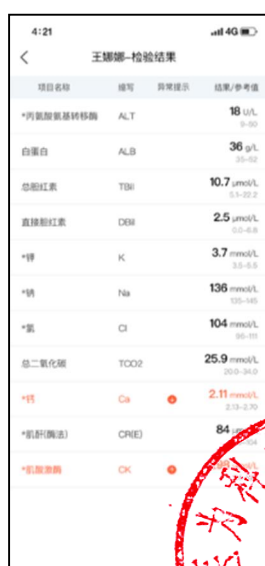 4:21
4G
王娜娜-检验结果
项目名称 缩写 异常提示 结果/参考值
*丙氨酸氨基转移酶 ALT 18 U/L
9-50
白蛋白 ALB 36 g/L
35-52
总胆红素 TBil 10.7 μmol/L
5.1-22.2
直接胆红素 DBil 2.5 μmol/L
0.0-6.8
*钾 K 3.7 mmol/L
3.5-5.5
*钠 Na 136 mmol/L
135-145
*氯 Cl 104 mmol/L
95-111
总二氧化碳 TCO2 25.9 mmol/L
20.0-34.0
*钙 Ca 2.11 mmol/L
2.13-2.70
*肌酐(酶法) CR(E) 84
*肌酸激酶 CK